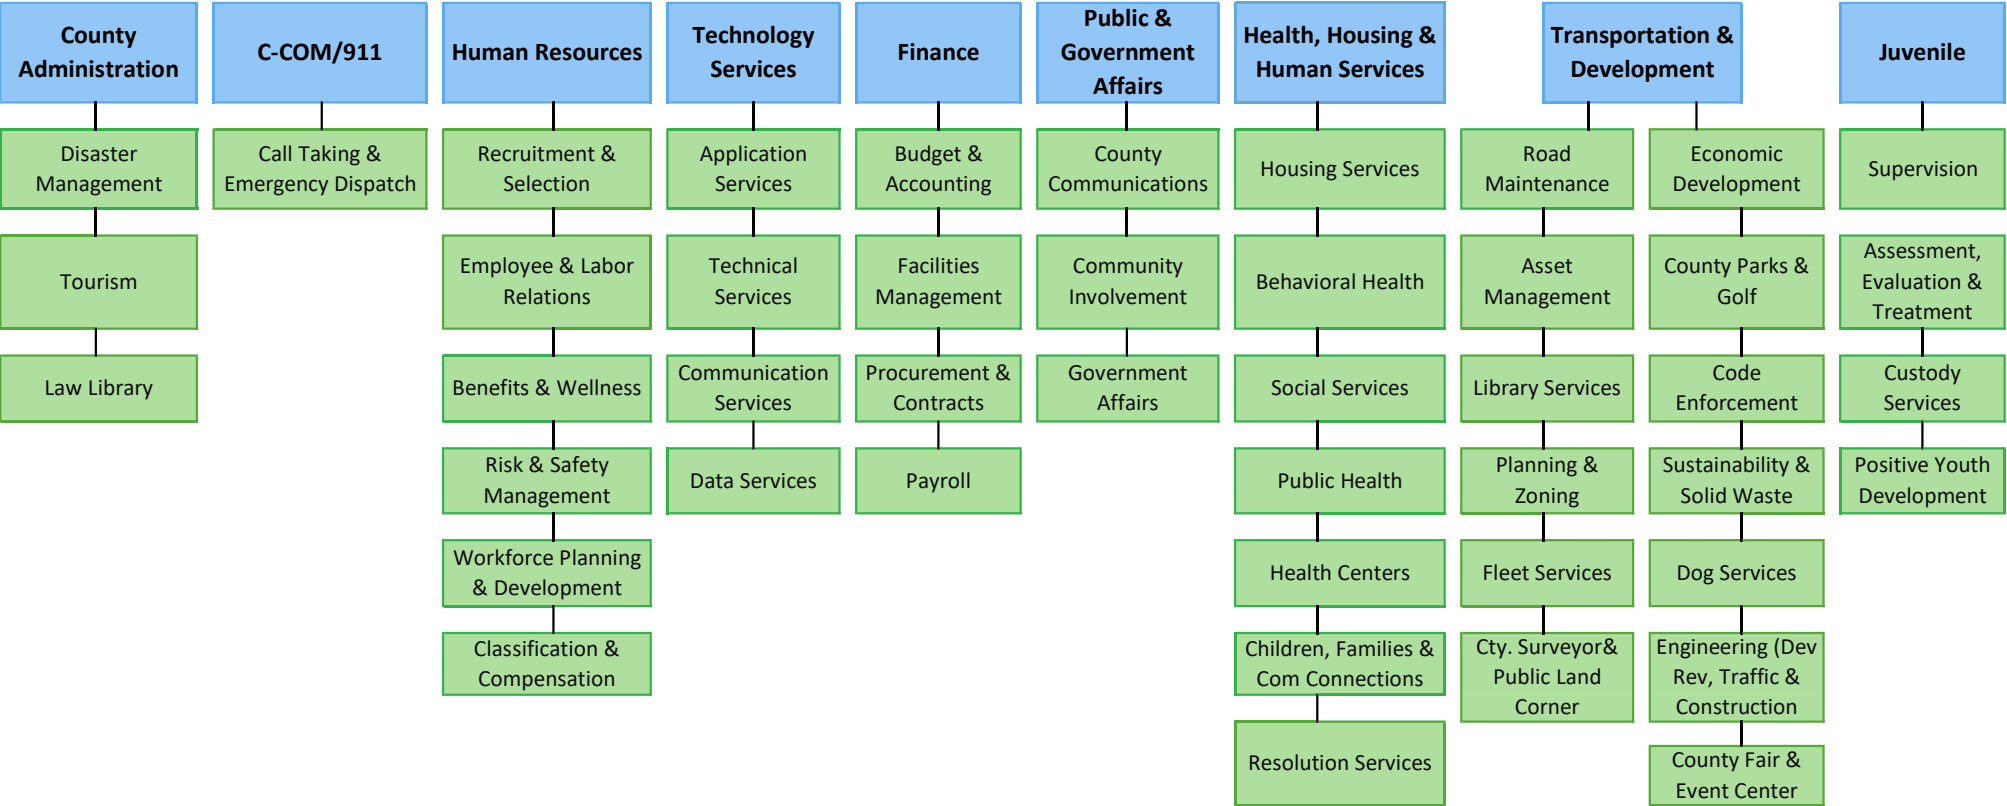 County
Administration
Disaster
Management
Tourism
Law Library
C-COM/911
Call Taking &
Emergency Dispatch
Human Resources
Recruitment &
Selection
Employee & Labor
Relations
Benefits & Wellness
Risk & Safety
Management
Workforce Planning
& Development
Classification &
Compensation
Technology
Services
Application
Services
Technical
Services
Communication
Services
Data Services
Finance
Budget &
Accounting
Facilities
Management
Procurement &
Contracts
Payroll
Public &
Government
Affairs
County
Communications
Community
Involvement
Government
Affairs
Health, Housing &
Human Services
Housing Services
Behavioral Health
Social Services
Public Health
Health Centers
Children, Families &
Com Connections
Resolution Services
Transportation &
Development
Road
Maintenance
Asset
Management
Library Services
Planning &
Zoning
Fleet Services
Cty. Surveyor&
Public Land
Corner
Economic
Development
County Parks &
Golf
Code
Enforcement
Sustainability &
Solid Waste
Dog Services
Engineering (Dev
Rev, Traffic &
Construction
County Fair &
Event Center
Juvenile
Supervision
Assessment,
Evaluation &
Treatment
Custody
Services
Positive Youth
Development